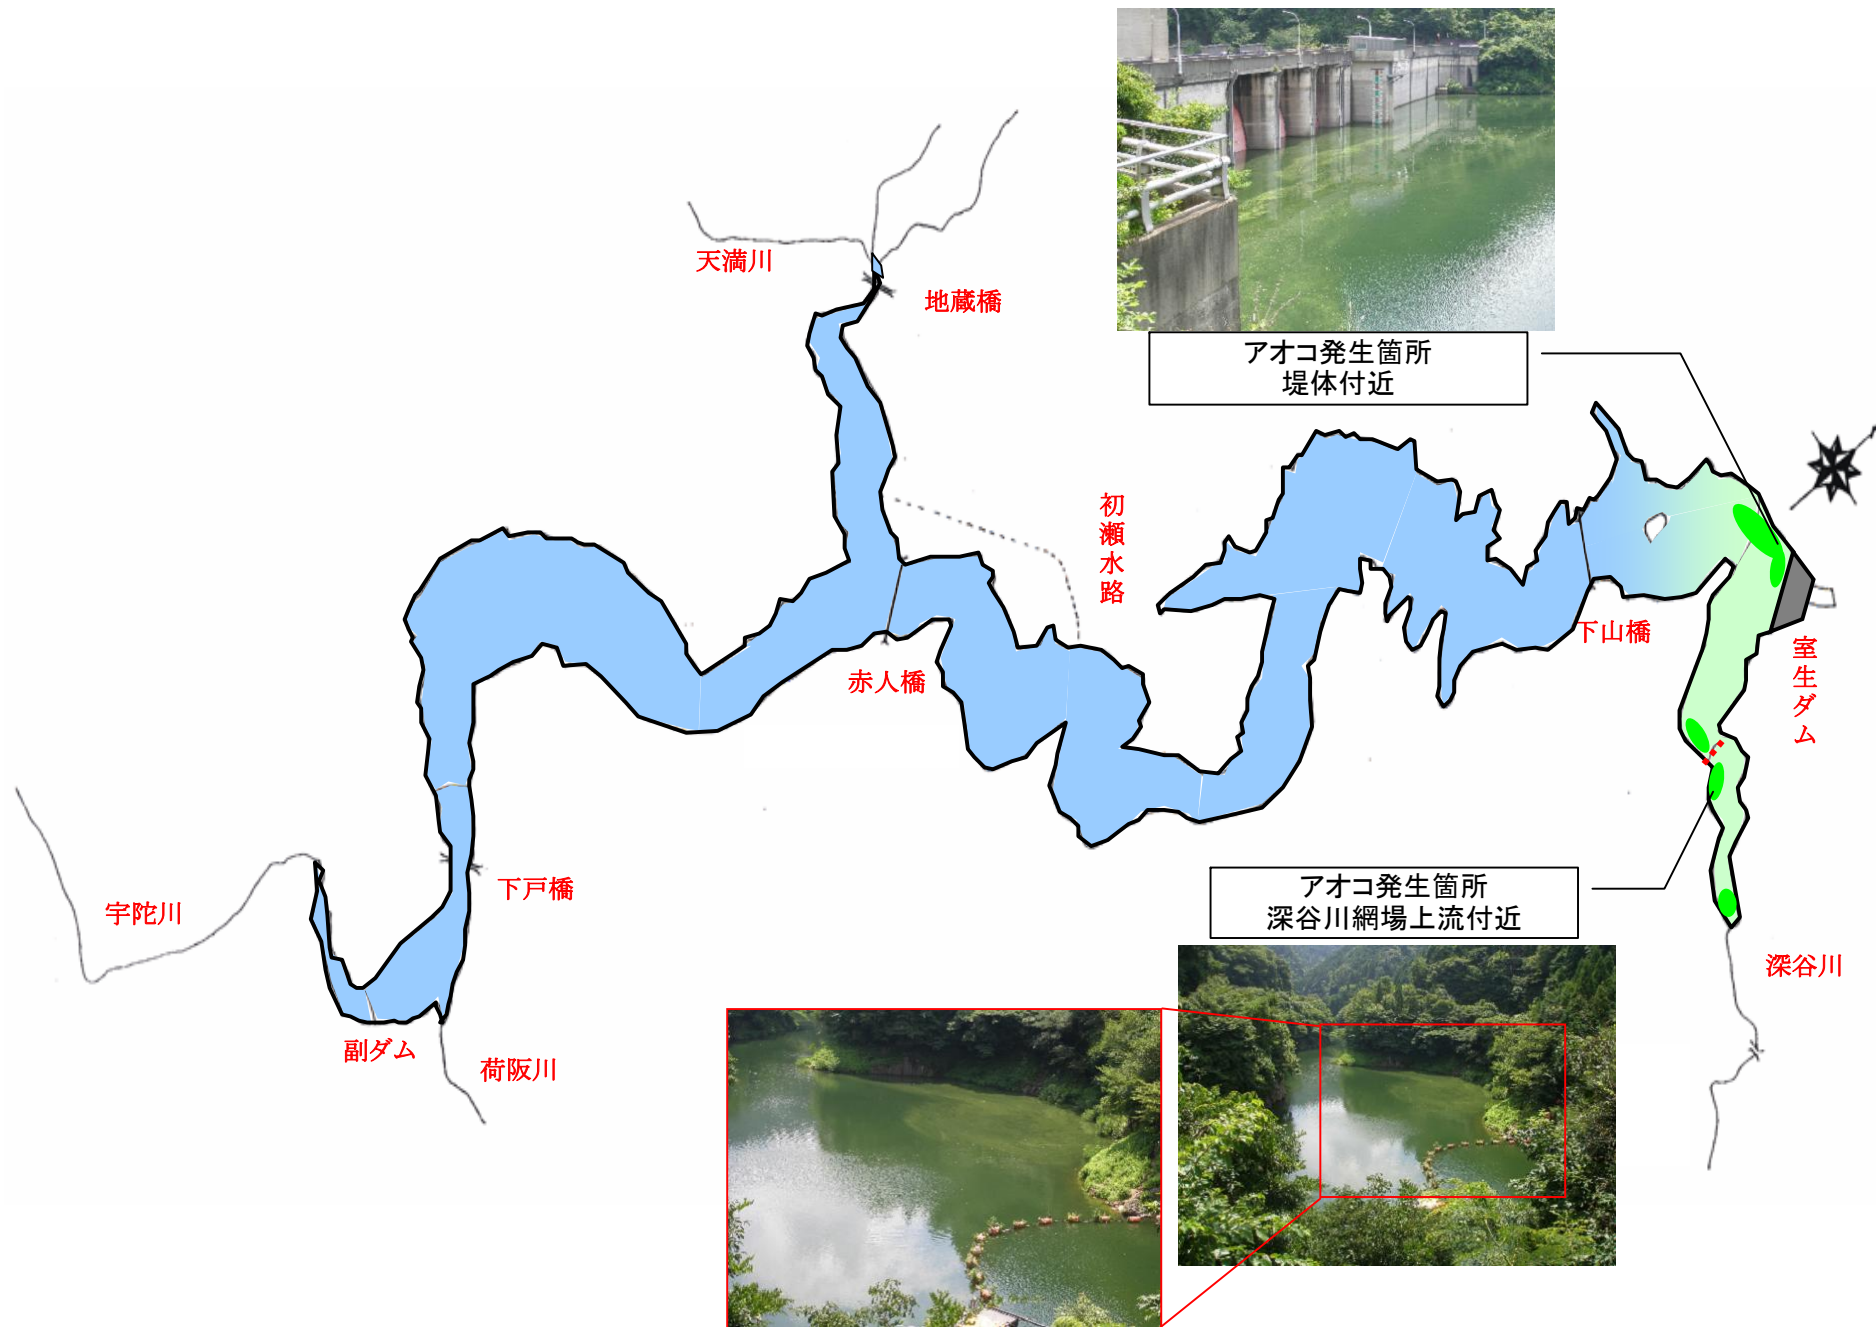 天満川
地蔵橋
アオコ発生箇所
堤体付近
初瀬水路
下山橋
室生ダム
赤人橋
下戸橋
宇陀川
アオコ発生箇所
深谷川網場上流付近
深谷川
副ダム
荷阪川